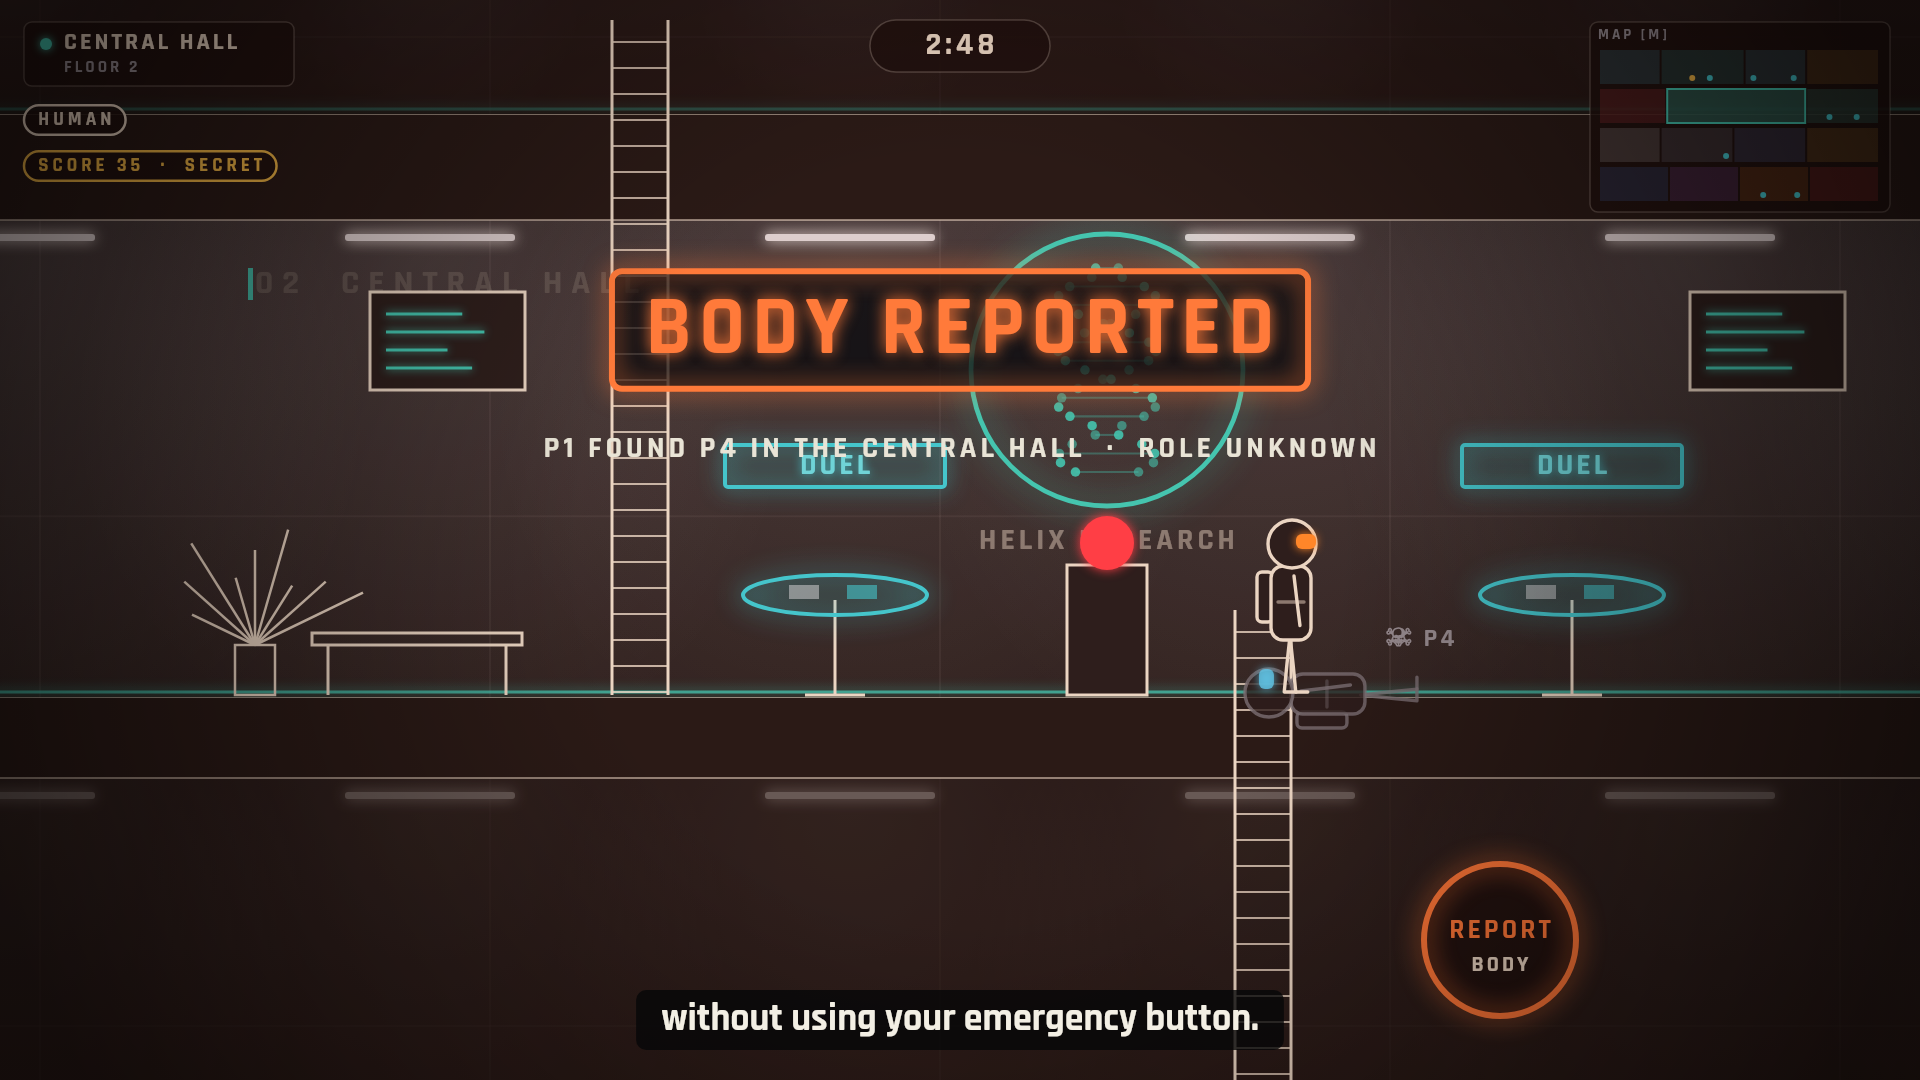 CENTRAL HALL
FLOOR 2
2:48
MAP [M]
HUMAN
SCORE 35 · SECRET
02 CENTRAL HALL
BODY REPORTED
P1 FOUND P4 IN THE CENTRAL HALL · ROLE UNKNOWN
DUEL
DUEL
HELIX EARCH
P4
REPORT
BODY
without using your emergency button.